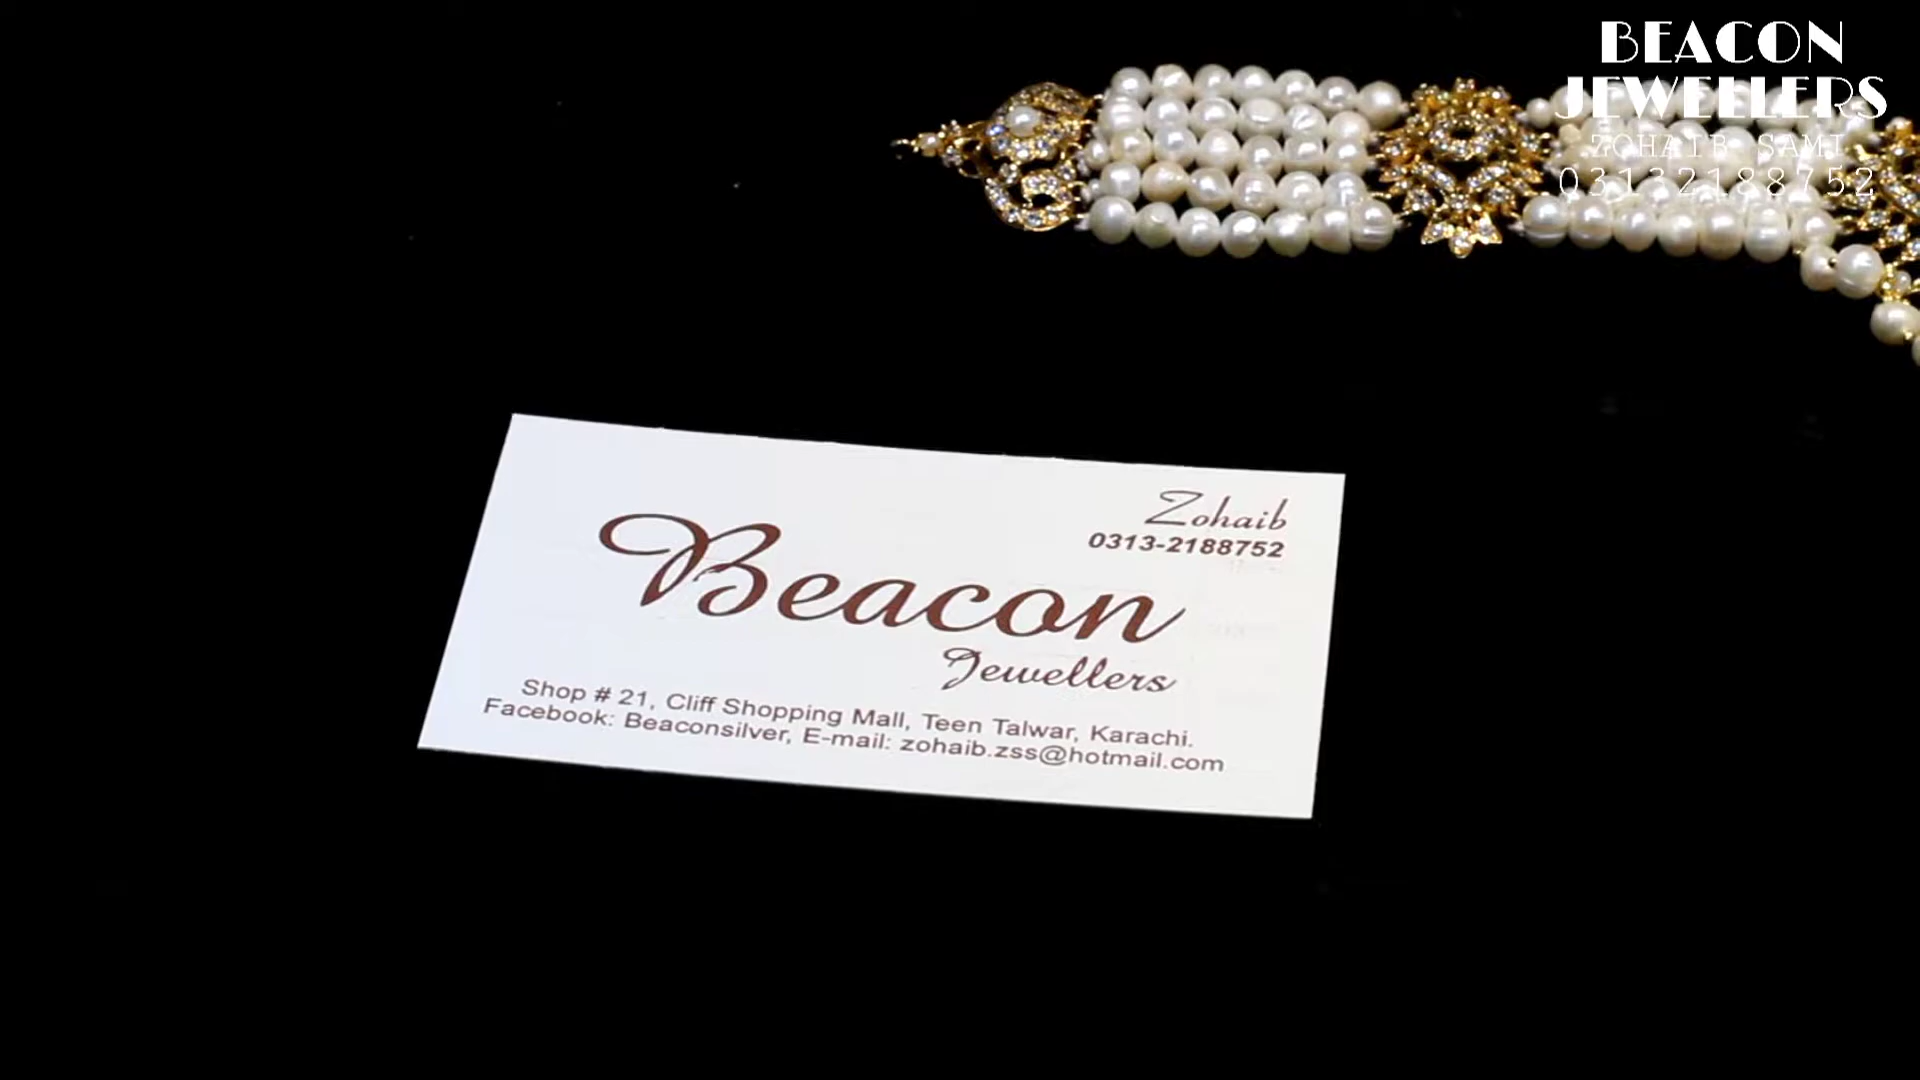 BEACON
JEWELLERS
ZOHAIB SAMI
03132188752
Zohaib
0313-2188752
Beacon
Jewellers
Shop # 21, Cliff Shopping Mall, Teen Talwar, Karachi.
Facebook: Beaconsilver, E-mail: zohaib.zss@hotmail.com